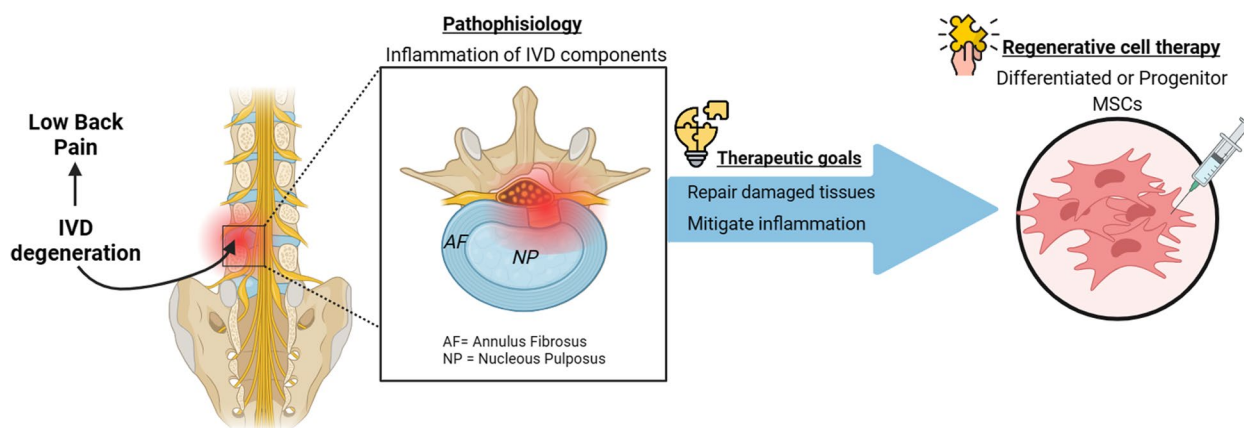 Low Back
Pain
IVD
degeneration
Pathophisiology
Inflammation of IVD components
AF
NP
AF= Annulus Fibrosus
NP = Nucleous Pulposus
Therapeutic goals
Repair damaged tissues
Mitigate inflammation
Regenerative cell therapy
Differentiated or Progenitor
MSCs